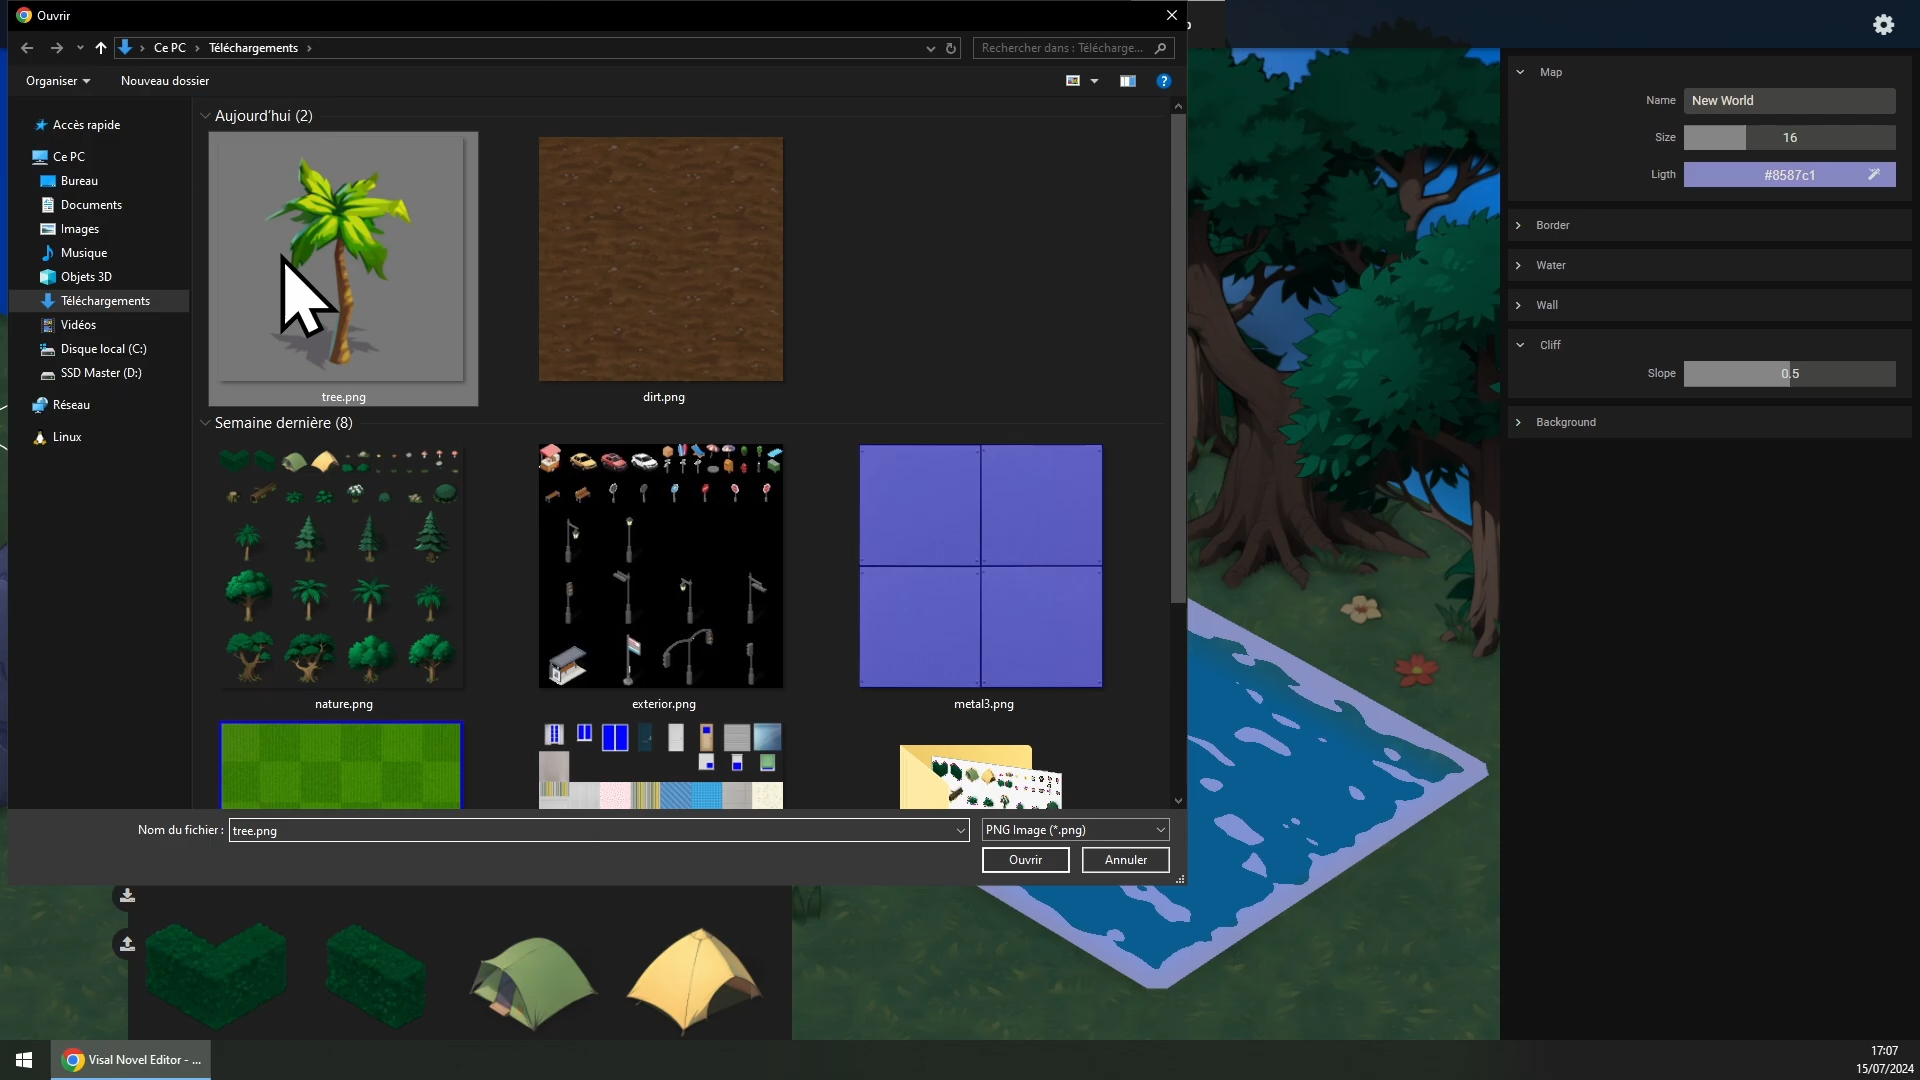 Ouvrir
Ce PC
Téléchargements
Rechercher dans : Télécharge...
Organiser
Nouveau dossier
Accès rapide
Ce PC
Bureau
Documents
Images
Musique
Objets 3D
Téléchargements
Vidéos
Disque local (C:)
SSD Master (D:)
Réseau
Linux
Aujourd'hui (2)
tree.png
dirt.png
Semaine dernière (8)
nature.png
exterior.png
metal3.png
Nom du fichier :
tree.png
PNG Image (*.png)
Ouvrir
Annuler
Map
Name
New World
Size
16
Ligth
#8587c1
Border
Water
Wall
Cliff
Slope
0.5
Background
Visal Novel Editor - ...
17:07
15/07/2024